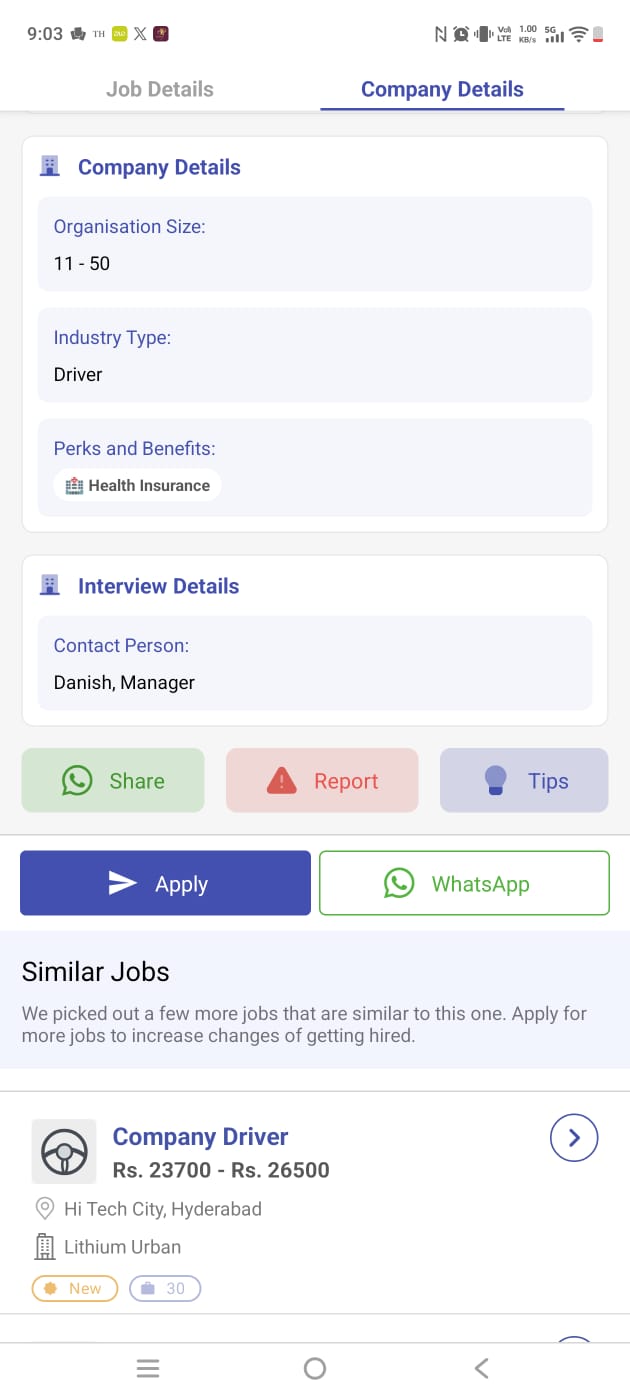 9:03 TH X Vo) LTE 1.00 KB/s 5G
Job Details Company Details
Company Details
Organisation Size:
11 - 50
Industry Type:
Driver
Perks and Benefits:
Health Insurance
Interview Details
Contact Person:
Danish, Manager
Share Report Tips
Apply WhatsApp
Similar Jobs
We picked out a few more jobs that are similar to this one. Apply for
more jobs to increase changes of getting hired.
Company Driver
Rs. 23700 - Rs. 26500
Hi Tech City, Hyderabad
Lithium Urban
New 30